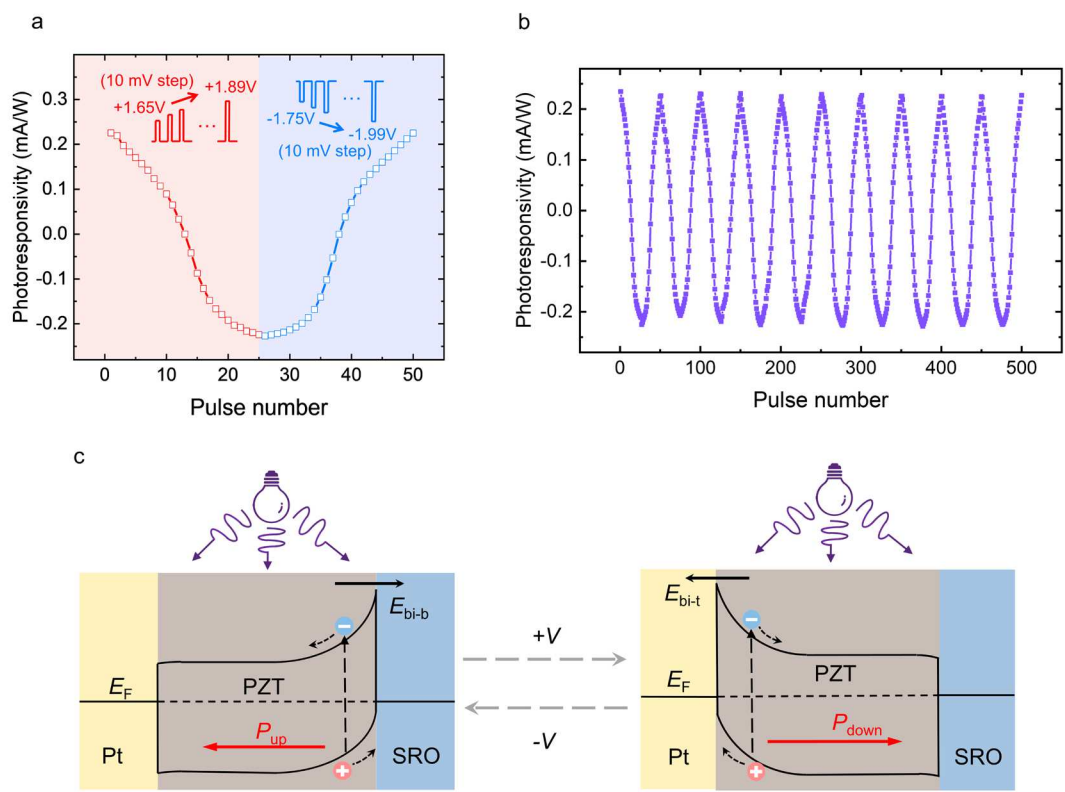 a
Photoresponsivity (mA/W)
0.3
0.2
0.1
0.0
-0.1
-0.2
(10 mV step)
+1.89V
+1.65V
...
...
-1.75V
-1.99V
(10 mV step)
0
10
20
30
40
50
Pulse number
b
Photoresponsivity (mA/W)
0.2
0.1
0.0
-0.1
-0.2
0
100
200
300
400
500
Pulse number
c
Ebi-b
−
EF
PZT
Pup
Pt
+
SRO
+V
-V
Ebi-t
−
EF
PZT
Pdown
Pt
+
SRO